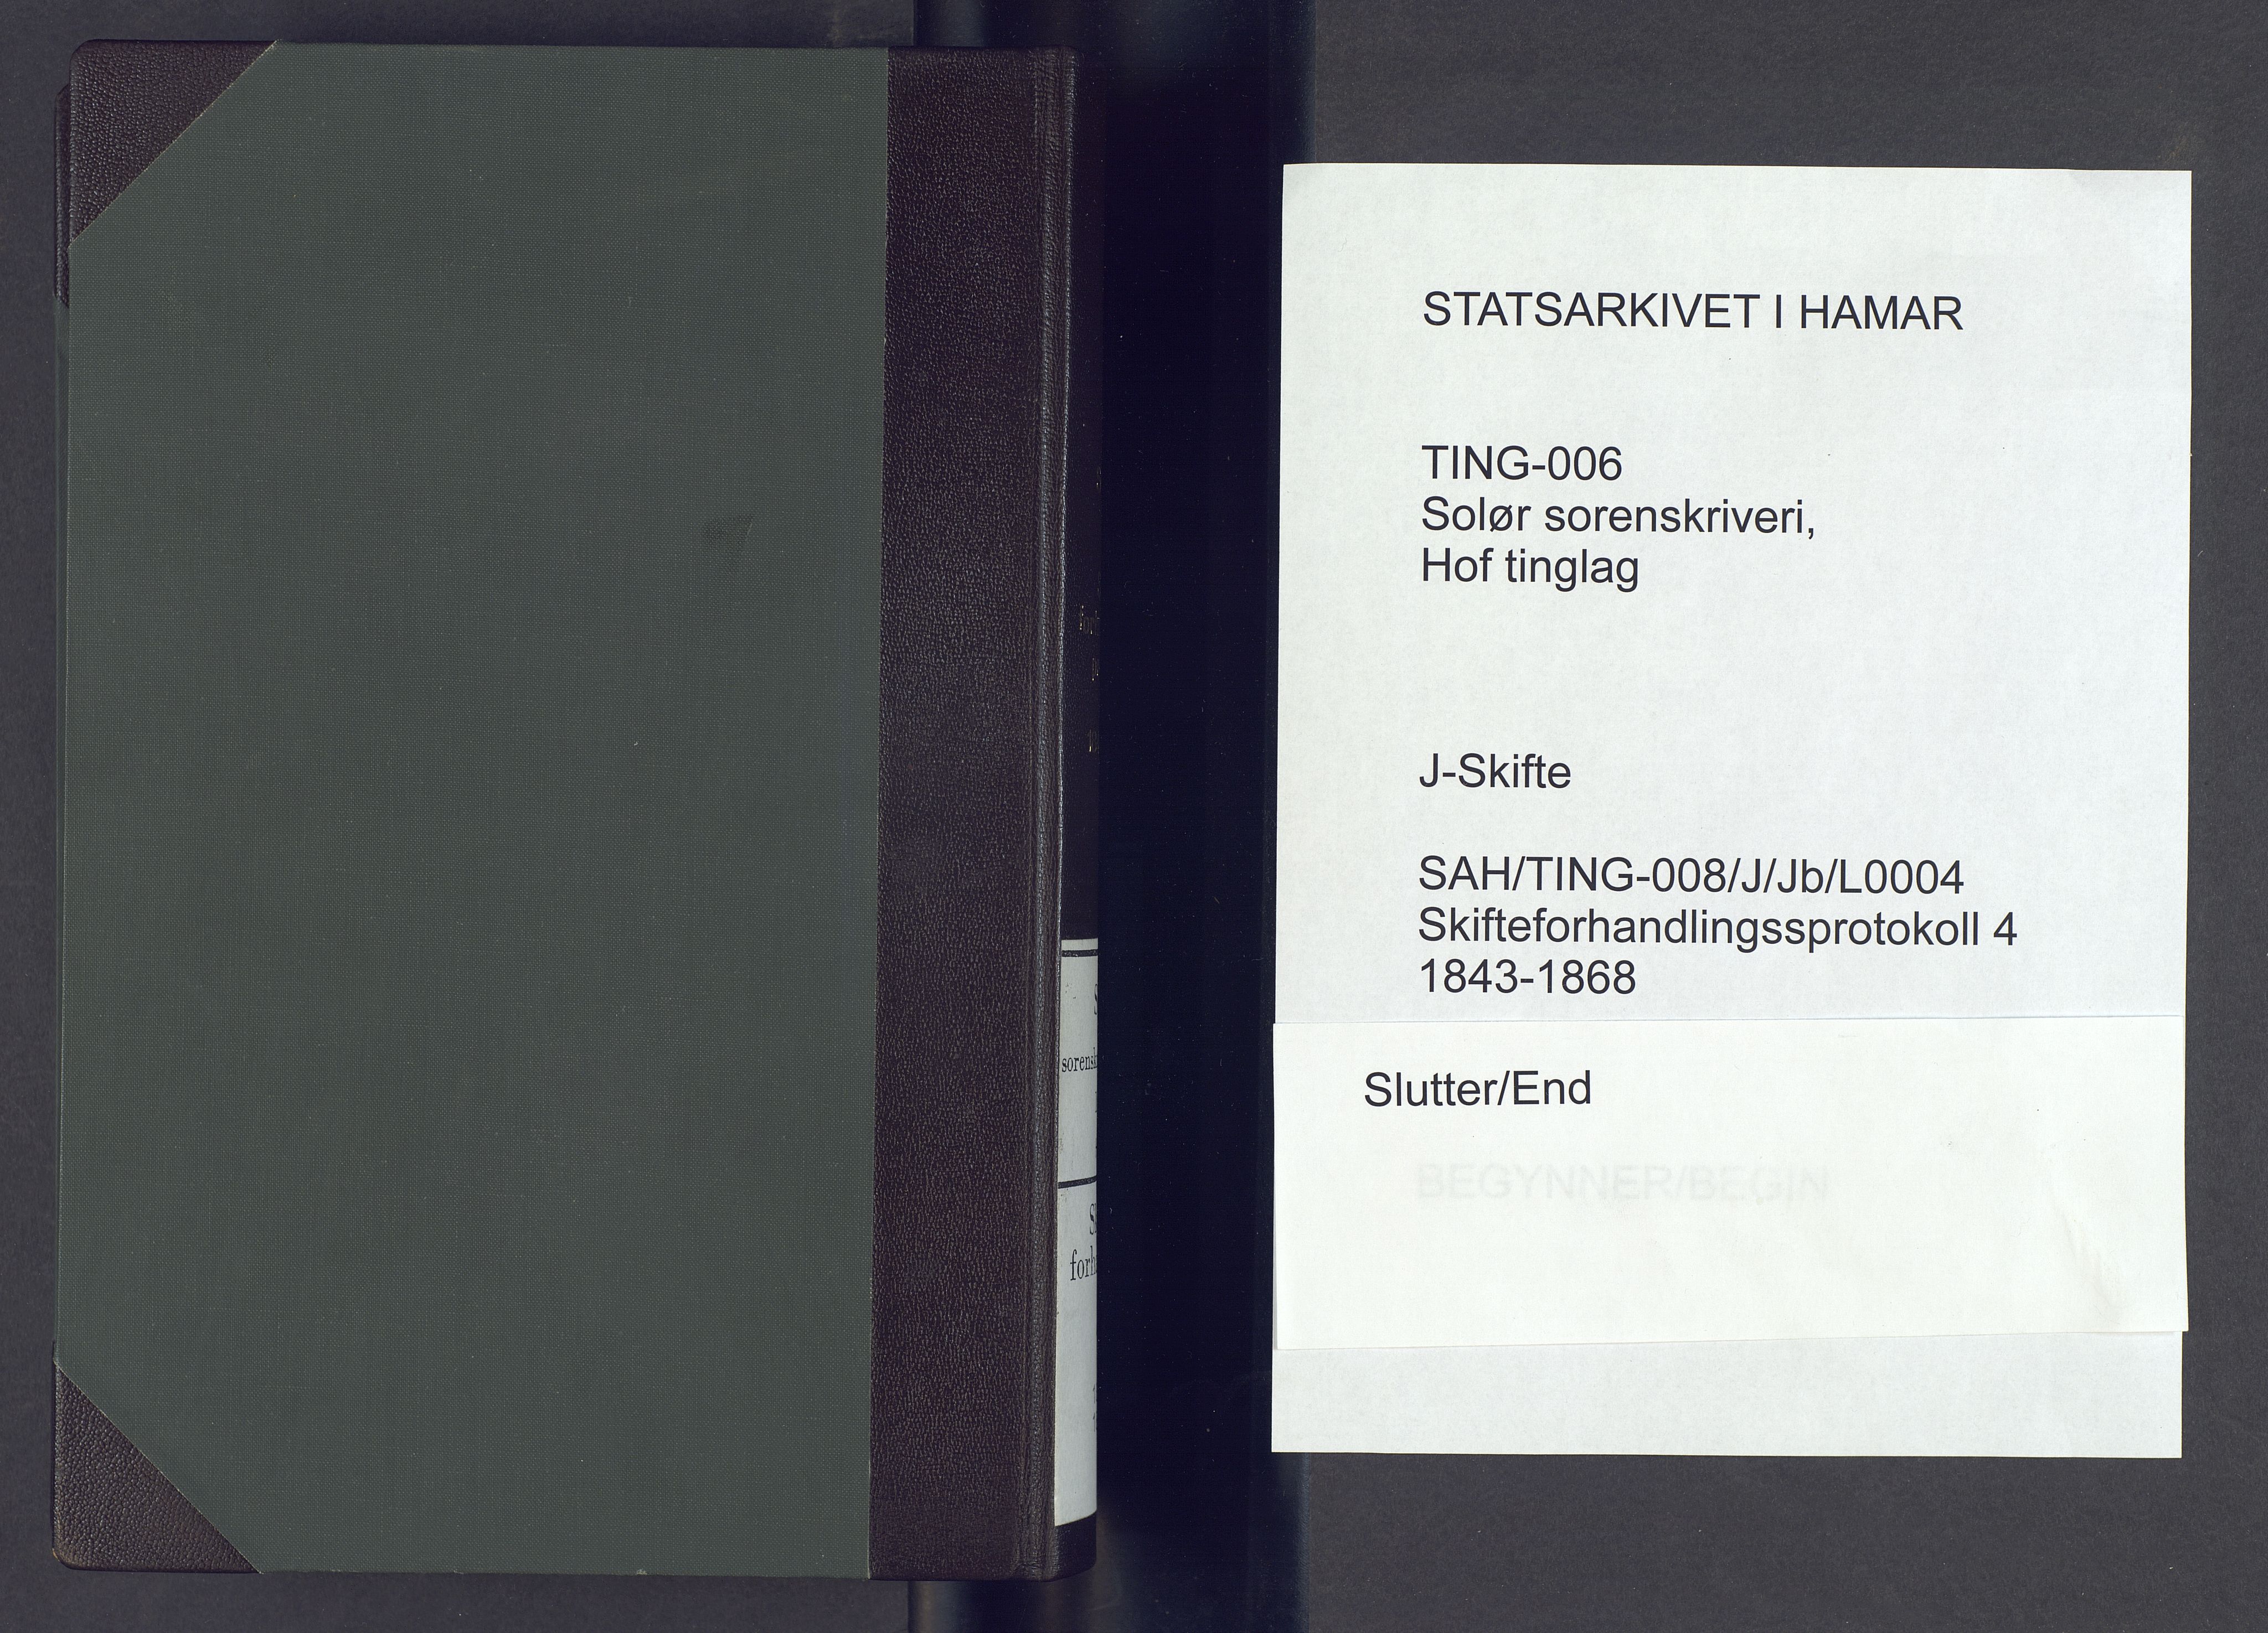 STATSARKIVET I HAMAR
TING-006
Solør sorenskriveri,
Hof tinglag
J-Skifte
SAH/TING-008/J/Jb/L0004
Skifteforhandlingssprotokoll 4
1843-1868
Slutter/End
BEGYNNER/BEGIN